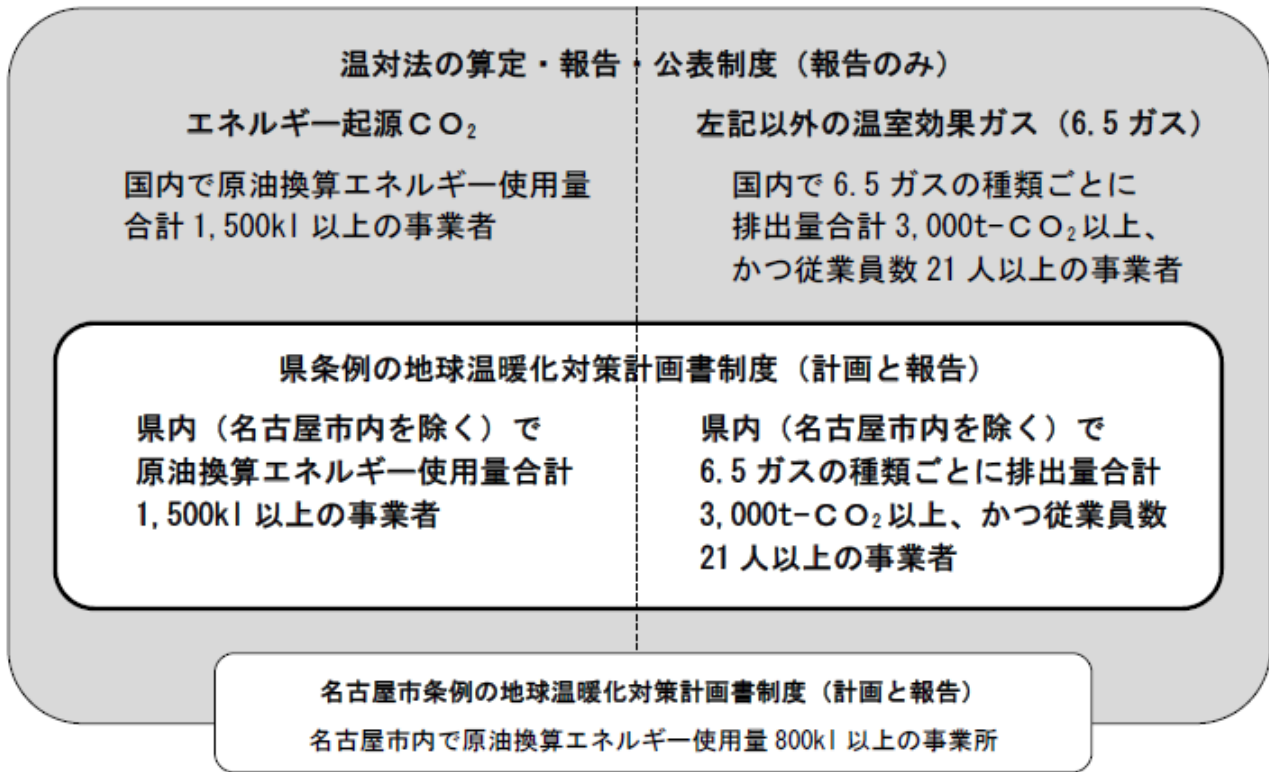 温対法の算定・報告・公表制度（報告のみ）
エネルギー起源ＣＯ₂
国内で原油換算エネルギー使用量
合計 1,500kl 以上の事業者
左記以外の温室効果ガス（6.5 ガス）
国内で 6.5 ガスの種類ごとに
排出量合計 3,000t-ＣＯ₂以上、
かつ従業員数 21 人以上の事業者
県条例の地球温暖化対策計画書制度（計画と報告）
県内（名古屋市内を除く）で
原油換算エネルギー使用量合計
1,500kl 以上の事業者
県内（名古屋市内を除く）で
6.5 ガスの種類ごとに排出量合計
3,000t-ＣＯ₂以上、かつ従業員数
21 人以上の事業者
名古屋市条例の地球温暖化対策計画書制度（計画と報告）
名古屋市内で原油換算エネルギー使用量 800kl 以上の事業所